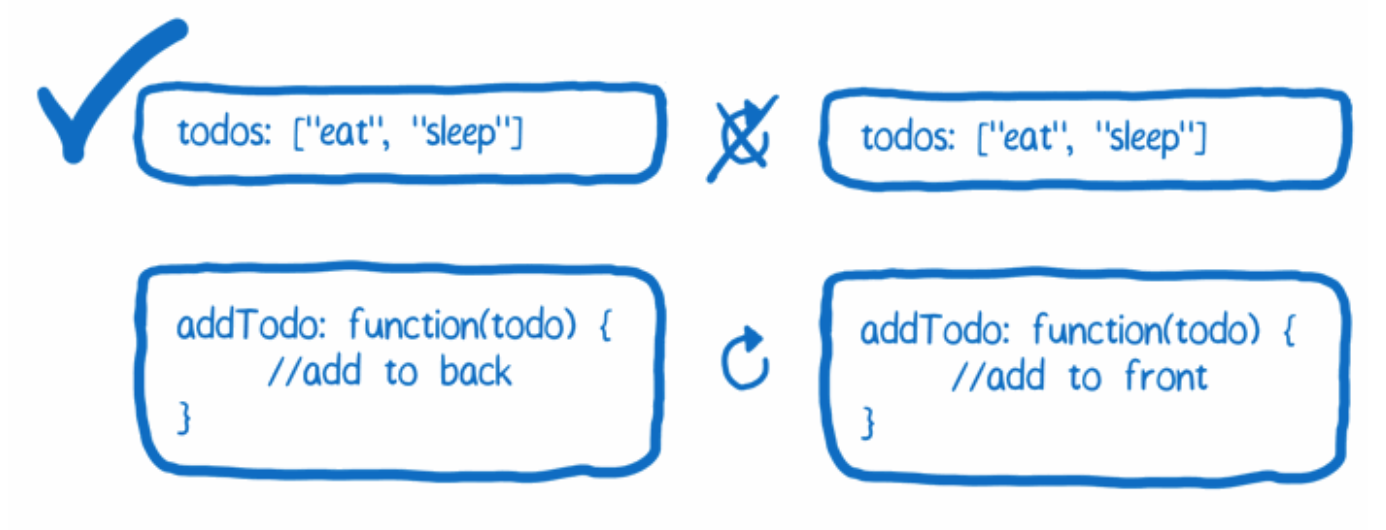 todos: ["eat", "sleep"]
todos: ["eat", "sleep"]
addTodo: function(todo) {
//add to back
}
addTodo: function(todo) {
//add to front
}